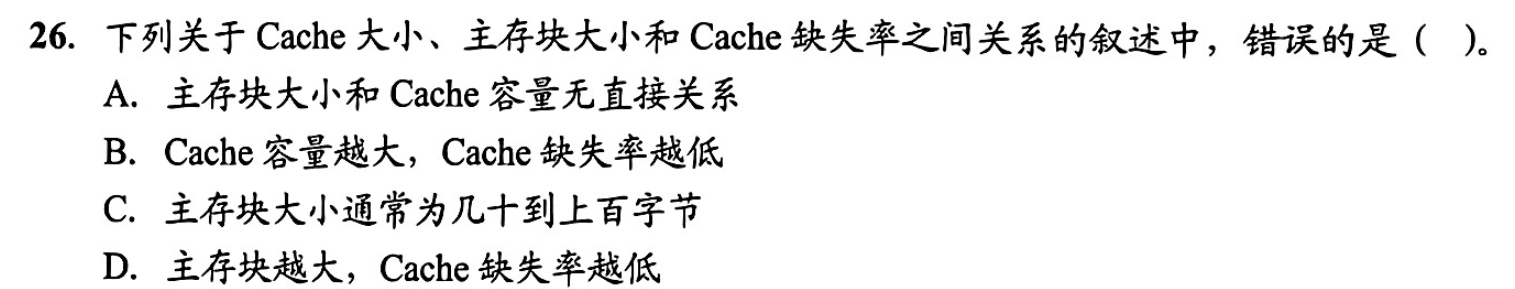 26. 下列关于 Cache 大小、主存块大小和 Cache 缺失率之间关系的叙述中，错误的是（ ）。
A. 主存块大小和 Cache 容量无直接关系
B. Cache 容量越大，Cache 缺失率越低
C. 主存块大小通常为几十到上百字节
D. 主存块越大，Cache 缺失率越低